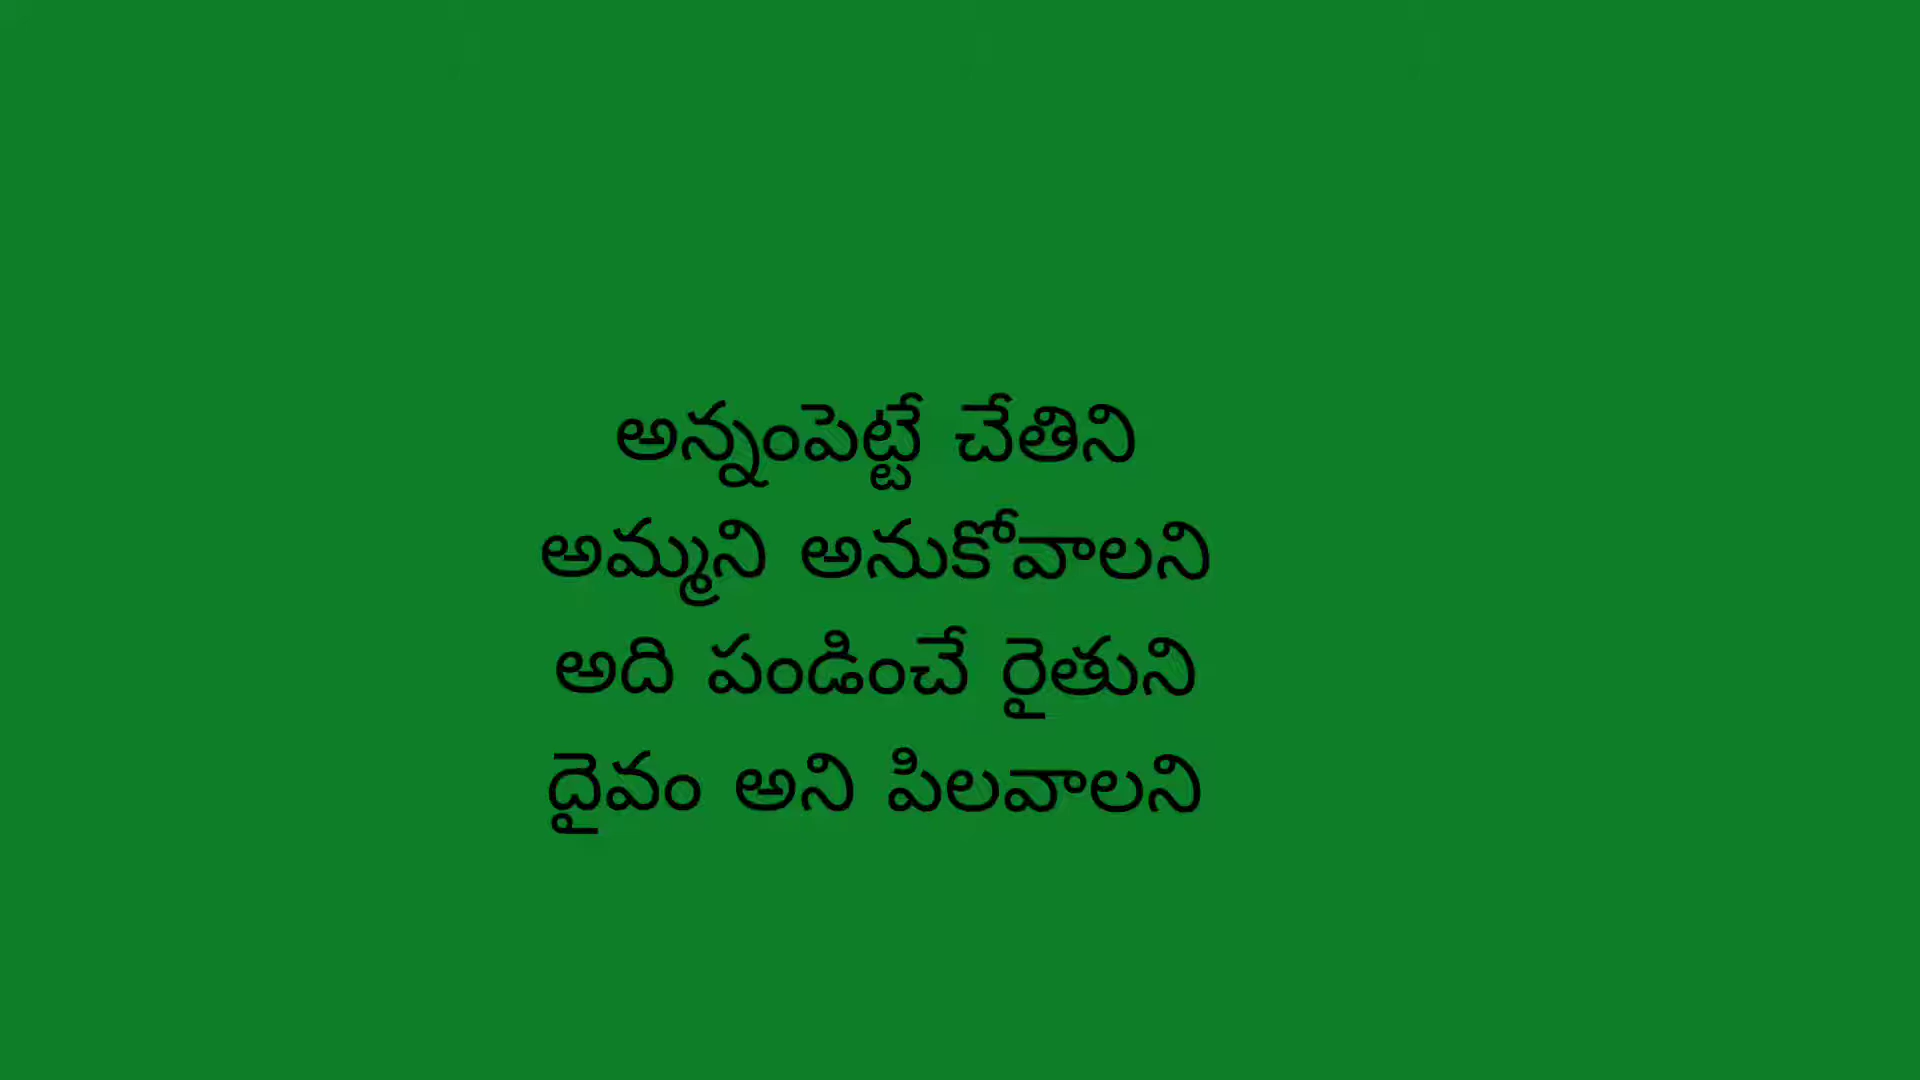 అన్నంపెట్టే చేతిని
అమ్మని అనుకోవాలని
అది పండించే రైతుని
దైవం అని పిలవాలని